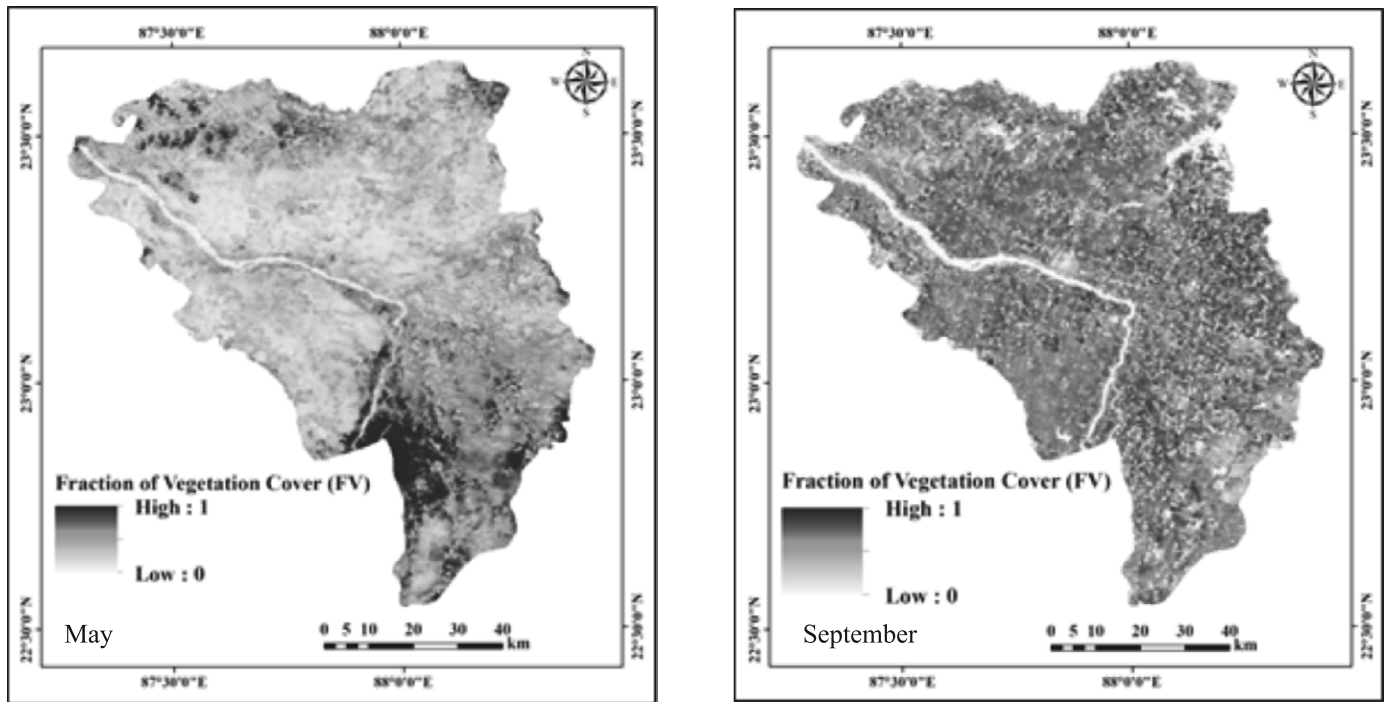 87°30'0"E 88°0'0"E
N
W E
S
23°30'0"N 23°30'0"N
23°0'0"N 23°0'0"N
Fraction of Vegetation Cover (FV)
High : 1
Low : 0
22°30'0"N 22°30'0"N
May
0 5 10 20 30 40
km
87°30'0"E 88°0'0"E
87°30'0"E 88°0'0"E
N
W E
S
23°30'0"N 23°30'0"N
23°0'0"N 23°0'0"N
Fraction of Vegetation Cover (FV)
High : 1
Low : 0
22°30'0"N 22°30'0"N
September
0 5 10 20 30 40
km
87°30'0"E 88°0'0"E